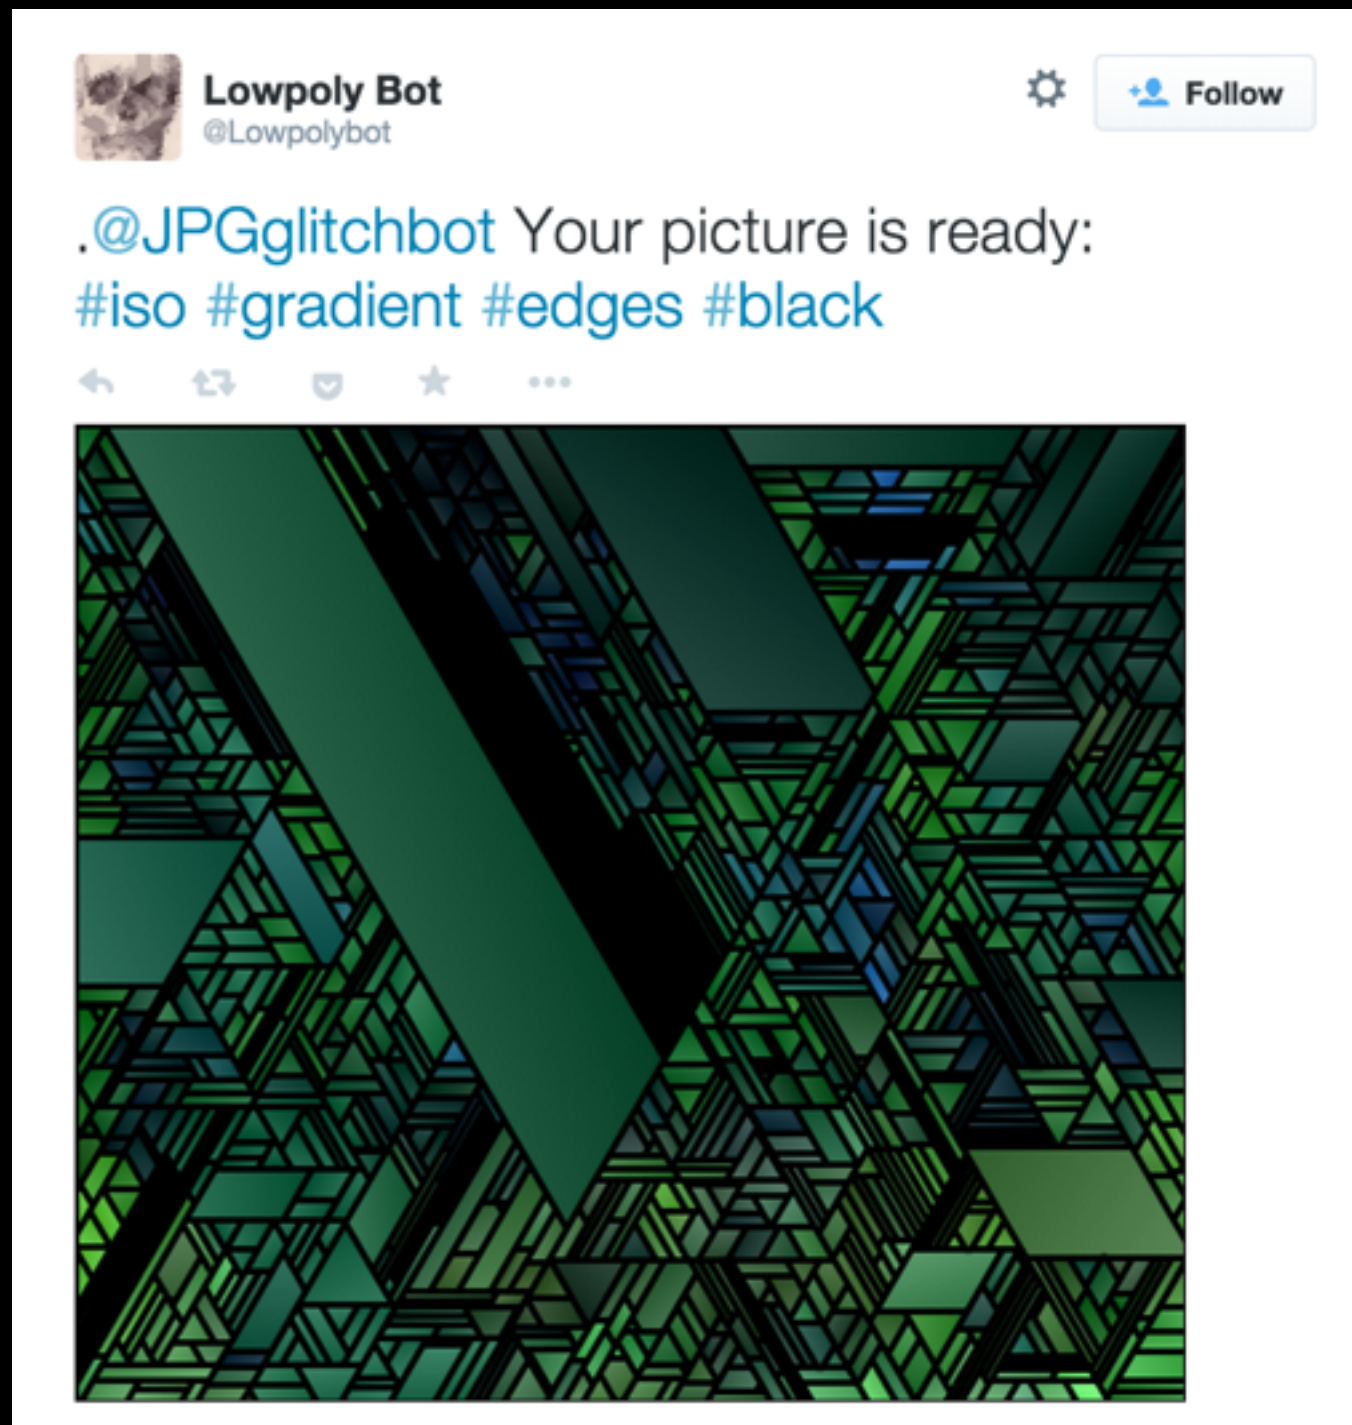 Lowpoly Bot
@Lowpolybot
Follow
.@JPGglitchbot Your picture is ready:
#iso #gradient #edges #black